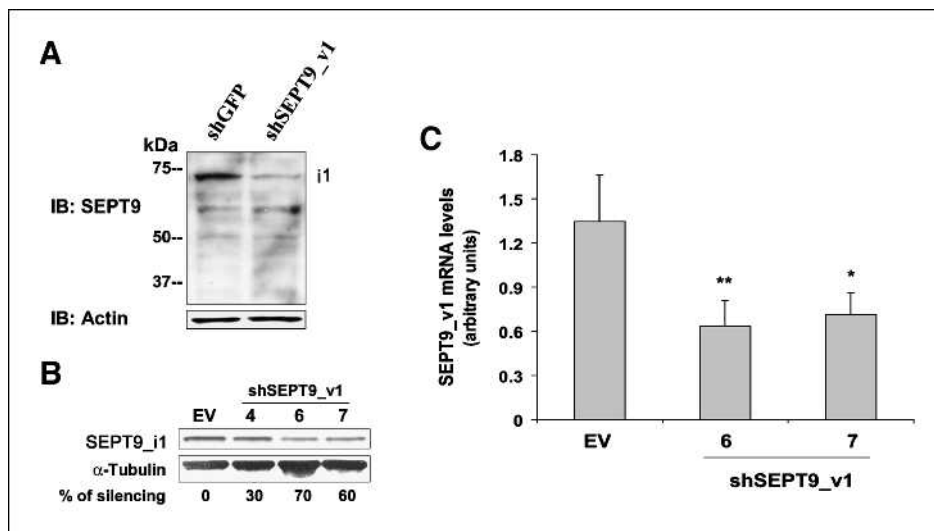 A
shGFP
shSEPT9_v1
kDa
75--
i1
IB: SEPT9
50--
37--
IB: Actin
B
shSEPT9_v1
EV 4 6 7
SEPT9_i1
α-Tubulin
% of silencing 0 30 70 60
C
SEPT9_v1 mRNA levels
(arbitrary units)
1.8
1.5
1.2
0.9
0.6
0.3
0
** *
EV 6 7
shSEPT9_v1